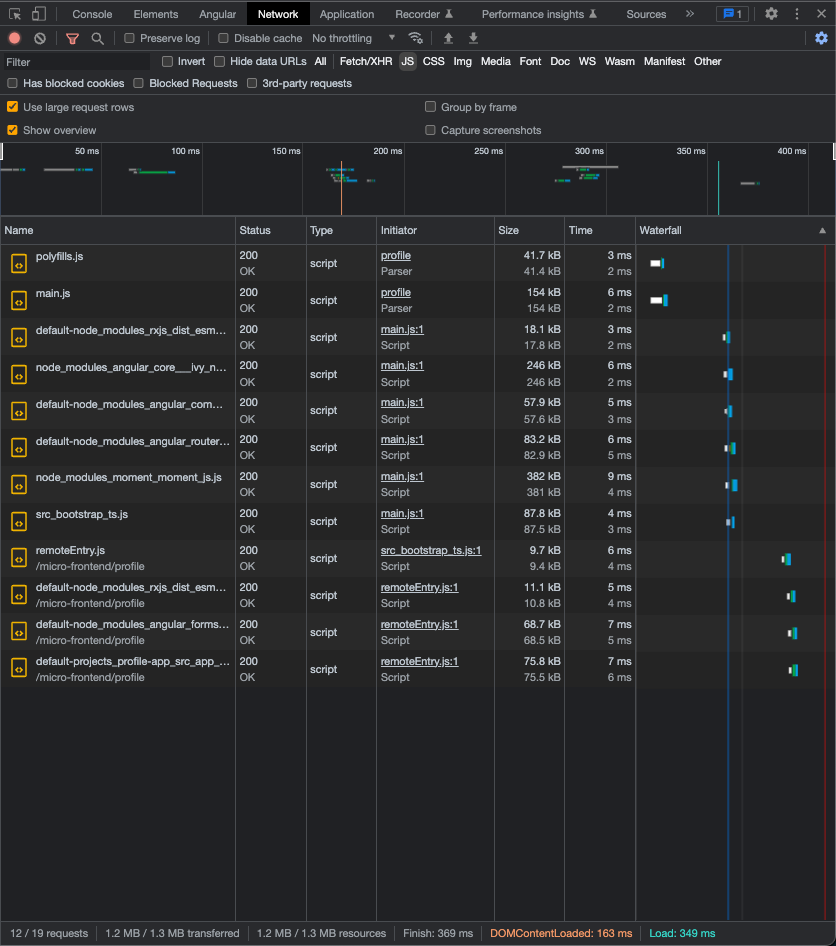 Console Elements Angular Network Application Recorder Performance insights Sources 1
Preserve log Disable cache No throttling
Filter Invert Hide data URLs All Fetch/XHR JS CSS Img Media Font Doc WS Wasm Manifest Other
Has blocked cookies Blocked Requests 3rd-party requests
Use large request rows Group by frame
Show overview Capture screenshots
50 ms 100 ms 150 ms 200 ms 250 ms 300 ms 350 ms 400 ms
Name Status Type Initiator Size Time Waterfall
polyfills.js 200 OK script profile Parser 41.7 kB 41.4 kB 3 ms 2 ms
main.js 200 OK script profile Parser 154 kB 154 kB 6 ms 2 ms
default-node_modules_rxjs_dist_esm... 200 OK script main.js:1 Script 18.1 kB 17.8 kB 3 ms 2 ms
node_modules_angular_core___ivy_n... 200 OK script main.js:1 Script 246 kB 246 kB 6 ms 2 ms
default-node_modules_angular_com... 200 OK script main.js:1 Script 57.9 kB 57.6 kB 5 ms 3 ms
default-node_modules_angular_router... 200 OK script main.js:1 Script 83.2 kB 82.9 kB 6 ms 5 ms
node_modules_moment_moment_js.js 200 OK script main.js:1 Script 382 kB 381 kB 9 ms 4 ms
src_bootstrap_ts.js 200 OK script main.js:1 Script 87.8 kB 87.5 kB 4 ms 3 ms
remoteEntry.js /micro-frontend/profile 200 OK script src_bootstrap_ts.js:1 Script 9.7 kB 9.4 kB 6 ms 4 ms
default-node_modules_rxjs_dist_esm... /micro-frontend/profile 200 OK script remoteEntry.js:1 Script 11.1 kB 10.8 kB 5 ms 4 ms
default-node_modules_angular_forms... /micro-frontend/profile 200 OK script remoteEntry.js:1 Script 68.7 kB 68.5 kB 7 ms 5 ms
default-projects_profile-app_src_app_... /micro-frontend/profile 200 OK script remoteEntry.js:1 Script 75.8 kB 75.5 kB 7 ms 6 ms
12 / 19 requests 1.2 MB / 1.3 MB transferred 1.2 MB / 1.3 MB resources Finish: 369 ms DOMContentLoaded: 163 ms Load: 349 ms